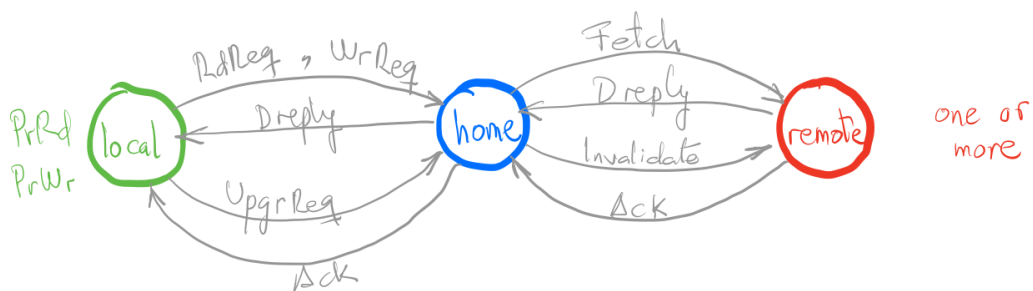 RdReq , WrReq
Fetch
Dreply
Dreply
PrRd
PrWr
local
home
remote
one or
more
Invalidate
UpgrReq
Ack
Ack